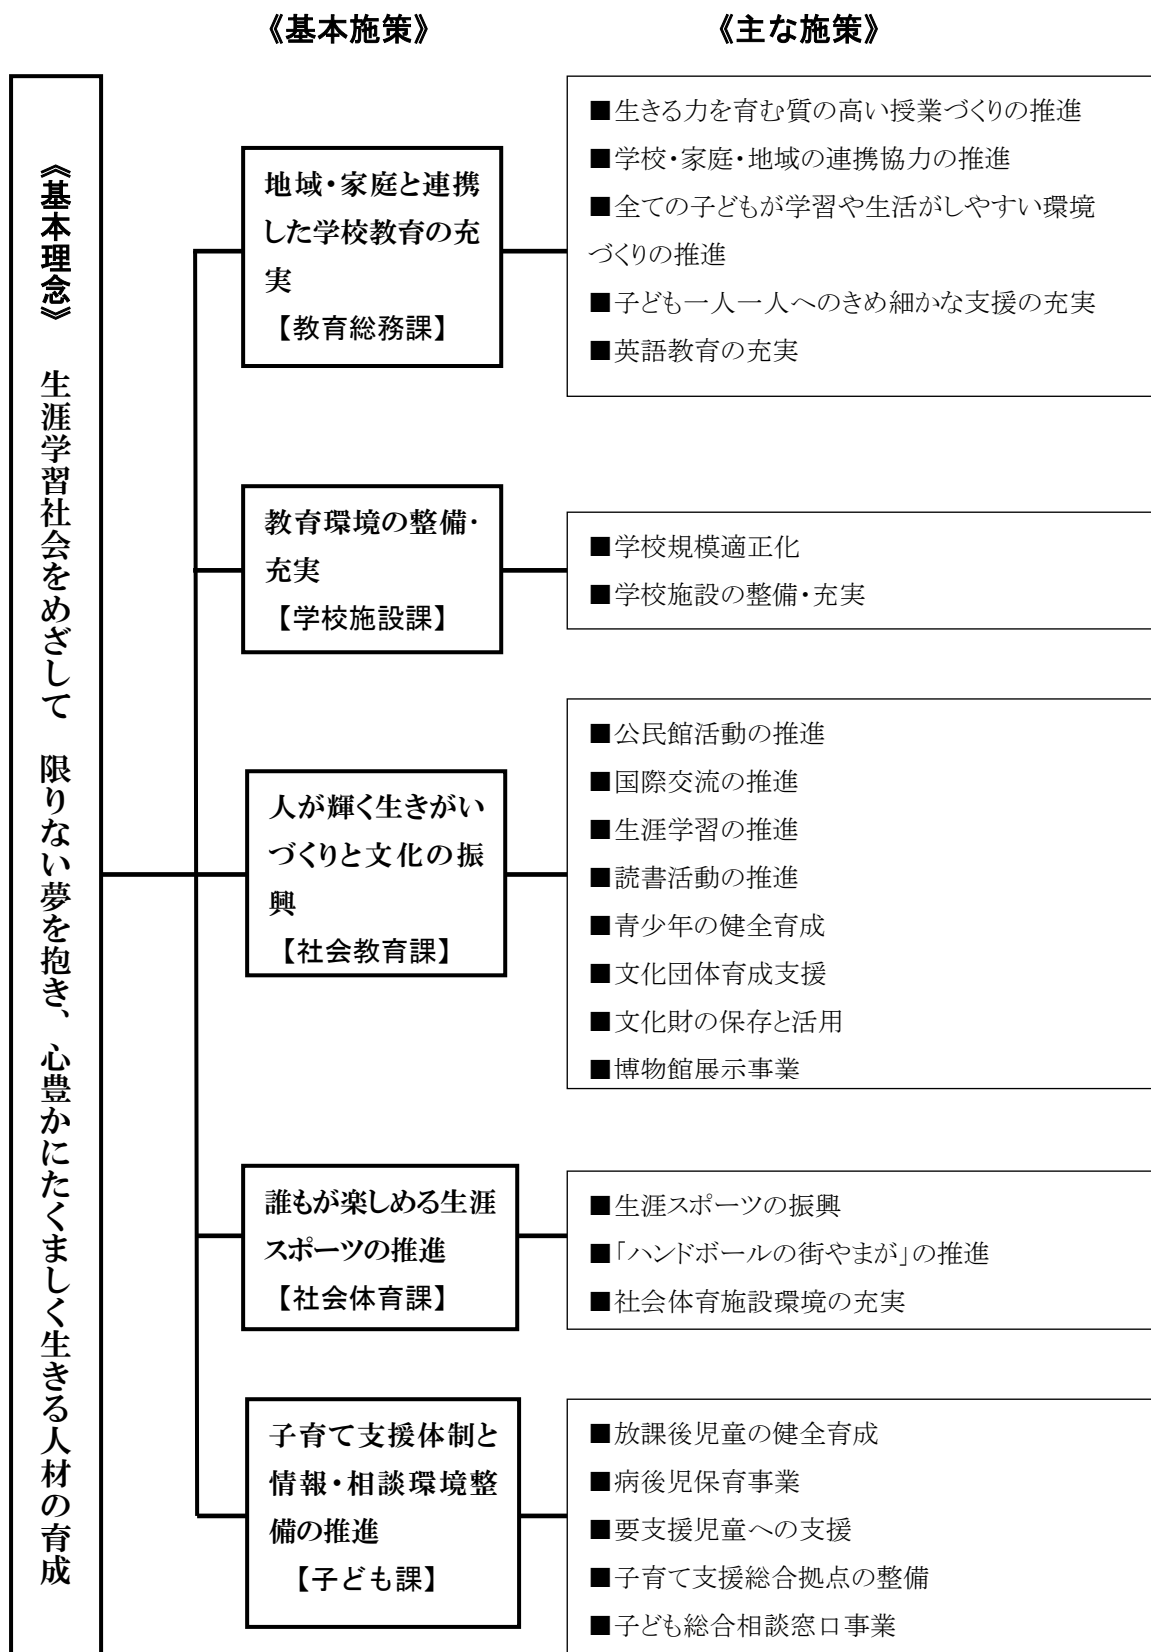 《基本施策》
《主な施策》
《基本理念》 生涯学習社会をめざして 限りない夢を抱き、心豊かにたくましく生きる人材の育成
地域・家庭と連携
した学校教育の充
実
【教育総務課】
■生きる力を育む質の高い授業づくりの推進
■学校・家庭・地域の連携協力の推進
■全ての子どもが学習や生活がしやすい環境
づくりの推進
■子ども一人一人へのきめ細かな支援の充実
■英語教育の充実
教育環境の整備・
充実
【学校施設課】
■学校規模適正化
■学校施設の整備・充実
人が輝く生きがい
づくりと文化の振
興
【社会教育課】
■公民館活動の推進
■国際交流の推進
■生涯学習の推進
■読書活動の推進
■青少年の健全育成
■文化団体育成支援
■文化財の保存と活用
■博物館展示事業
誰もが楽しめる生涯
スポーツの推進
【社会体育課】
■生涯スポーツの振興
■「ハンドボールの街やまが」の推進
■社会体育施設環境の充実
子育て支援体制と
情報・相談環境整
備の推進
【子ども課】
■放課後児童の健全育成
■病後児保育事業
■要支援児童への支援
■子育て支援総合拠点の整備
■子ども総合相談窓口事業